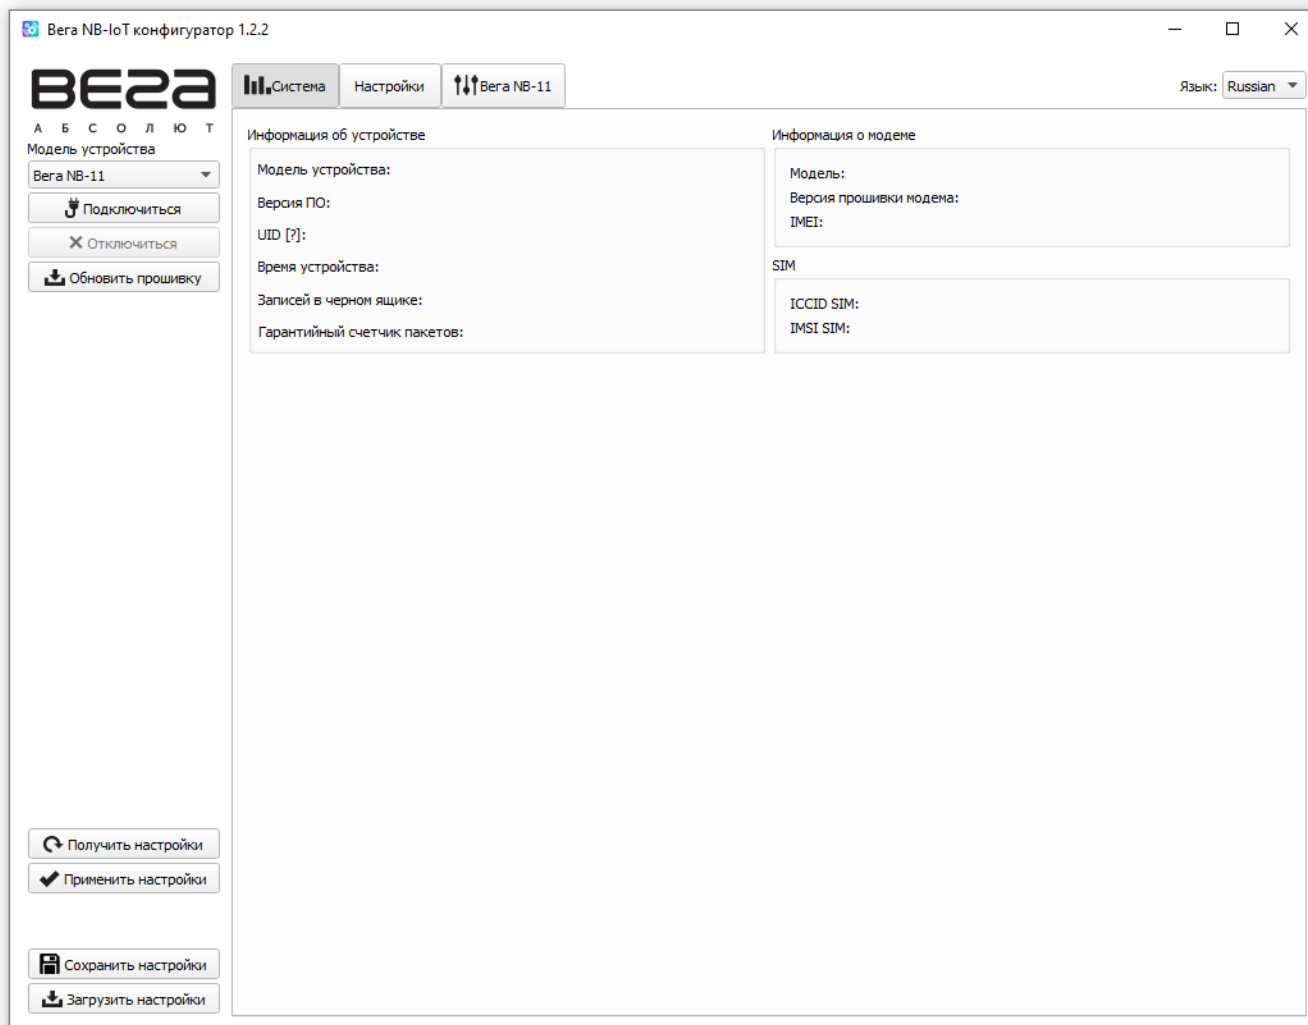 Вега NB-IoT конфигуратор 1.2.2
ВЕГА
АБСОЛЮТ
Модель устройства
Вега NB-11
Подключиться
Отключиться
Обновить прошивку
Получить настройки
Применить настройки
Сохранить настройки
Загрузить настройки
Система
Настройки
Вега NB-11
Язык: Russian
Информация об устройстве
Модель устройства:
Версия ПО:
UID [?]:
Время устройства:
Записей в черном ящике:
Гарантийный счетчик пакетов:
Информация о модеме
Модель:
Версия прошивки модема:
IMEI:
SIM
ICCID SIM:
IMSI SIM: